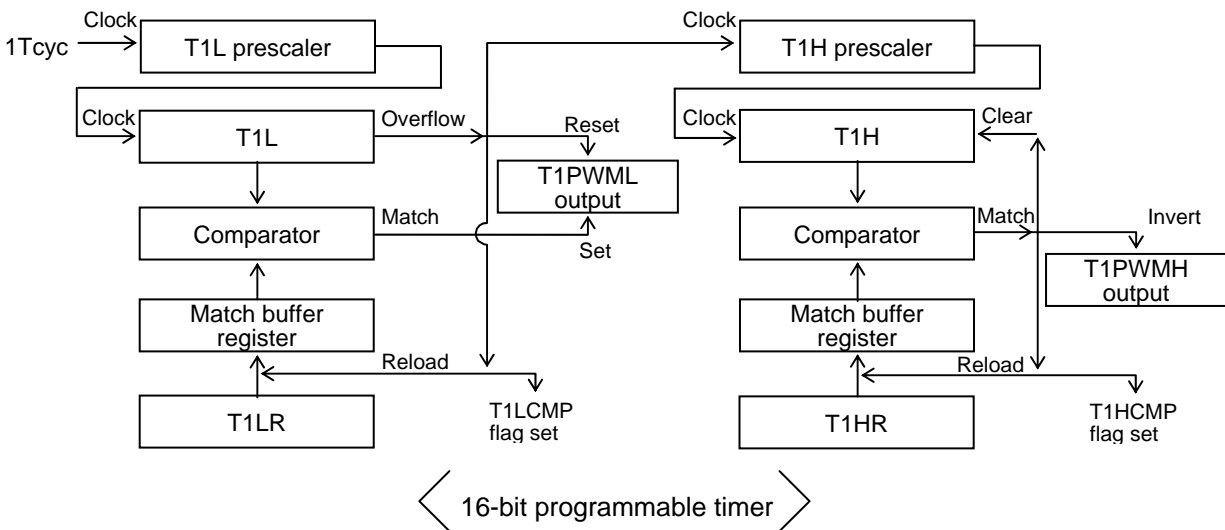 Clock
1Tcyc
T1L prescaler
Clock
T1H prescaler
Clock
T1L
Overflow
Reset
Clock
T1H
Clear
T1PWML
output
Comparator
Match
Set
Comparator
Match
Invert
T1PWMH
output
Match buffer
register
Match buffer
register
Reload
Reload
T1LR
T1LCMP
flag set
T1HR
T1HCMP
flag set
16-bit programmable timer